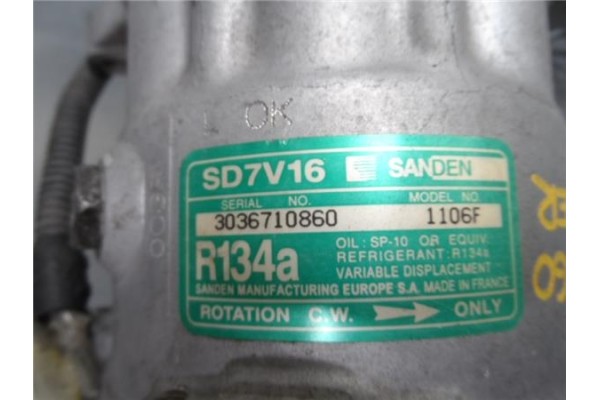 OK
SD7V16 SANDEN
SERIAL NO. MODEL NO.
3036710860 1106F
R134a
OIL: SP-10 OR EQUIV.
REFRIGERANT: R134a
VARIABLE DISPLACEMENT
SANDEN MANUFACTURING EUROPE S.A. MADE IN FRANCE
ROTATION C.W. ONLY